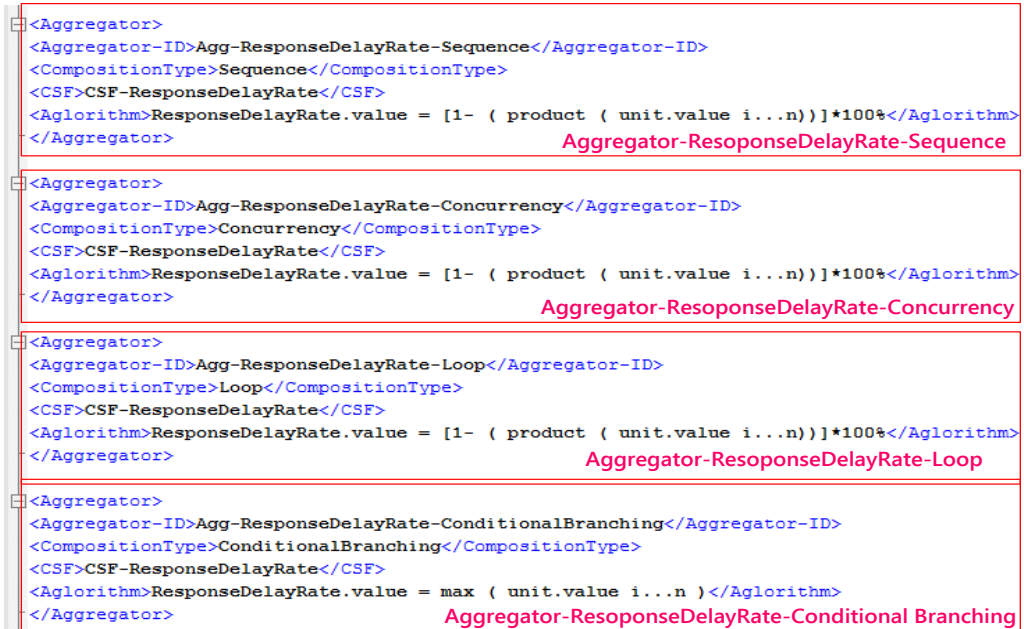 <Aggregator>
<Aggregator-ID>Agg-ResponseDelayRate-Sequence</Aggregator-ID>
<CompositionType>Sequence</CompositionType>
<CSF>CSF-ResponseDelayRate</CSF>
<Aglorithm>ResponseDelayRate.value = [1- ( product ( unit.value i...n))]*100%</Aglorithm>
</Aggregator>
Aggregator-ResoponseDelayRate-Sequence
<Aggregator>
<Aggregator-ID>Agg-ResponseDelayRate-Concurrency</Aggregator-ID>
<CompositionType>Concurrency</CompositionType>
<CSF>CSF-ResponseDelayRate</CSF>
<Aglorithm>ResponseDelayRate.value = [1- ( product ( unit.value i...n))]*100%</Aglorithm>
</Aggregator>
Aggregator-ResoponseDelayRate-Concurrency
<Aggregator>
<Aggregator-ID>Agg-ResponseDelayRate-Loop</Aggregator-ID>
<CompositionType>Loop</CompositionType>
<CSF>CSF-ResponseDelayRate</CSF>
<Aglorithm>ResponseDelayRate.value = [1- ( product ( unit.value i...n))]*100%</Aglorithm>
</Aggregator>
Aggregator-ResoponseDelayRate-Loop
<Aggregator>
<Aggregator-ID>Agg-ResponseDelayRate-ConditionalBranching</Aggregator-ID>
<CompositionType>ConditionalBranching</CompositionType>
<CSF>CSF-ResponseDelayRate</CSF>
<Aglorithm>ResponseDelayRate.value = max ( unit.value i...n )</Aglorithm>
</Aggregator>
Aggregator-ResoponseDelayRate-Conditional Branching